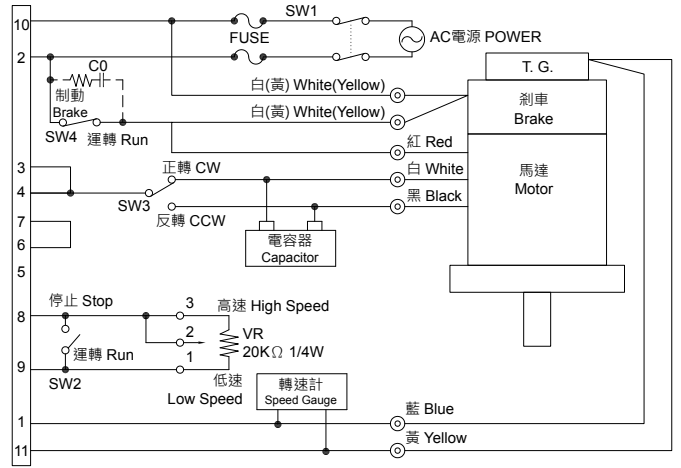 10
SW1
FUSE
AC電源 POWER
2
C0
制動
Brake
SW4
運轉 Run
白(黃) White(Yellow)
白(黃) White(Yellow)
紅 Red
白 White
黑 Black
T. G.
剎車
Brake
馬達
Motor
3
4
正轉 CW
SW3
反轉 CCW
7
6
5
電容器
Capacitor
8
停止 Stop
運轉 Run
9
SW2
3
高速 High Speed
2
VR
20KΩ 1/4W
1
低速
Low Speed
轉速計
Speed Gauge
1
藍 Blue
11
黃 Yellow